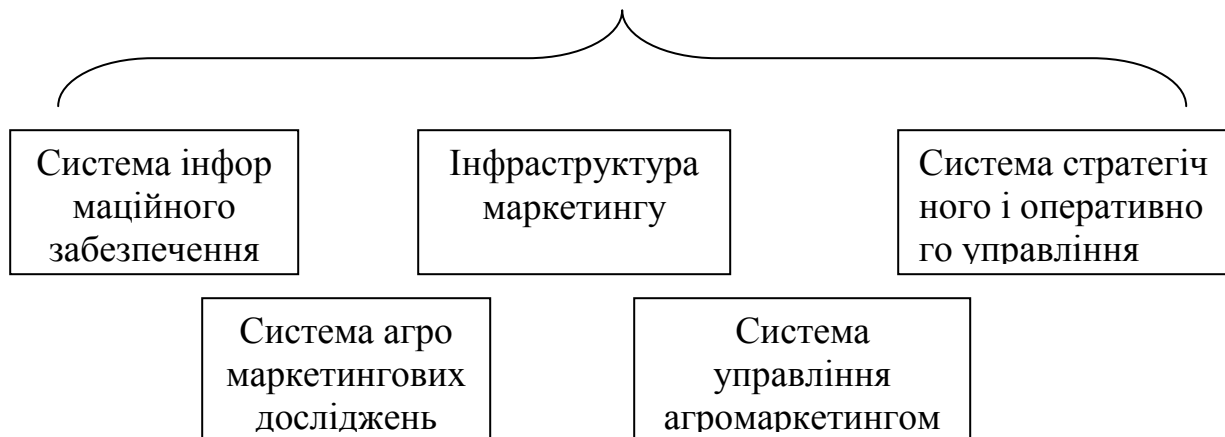 Система інфор
маційного
забезпечення
Інфраструктура
маркетингу
Система стратегіч
ного і оперативно
го управління
Система агро
маркетингових
досліджень
Система
управління
агромаркетингом